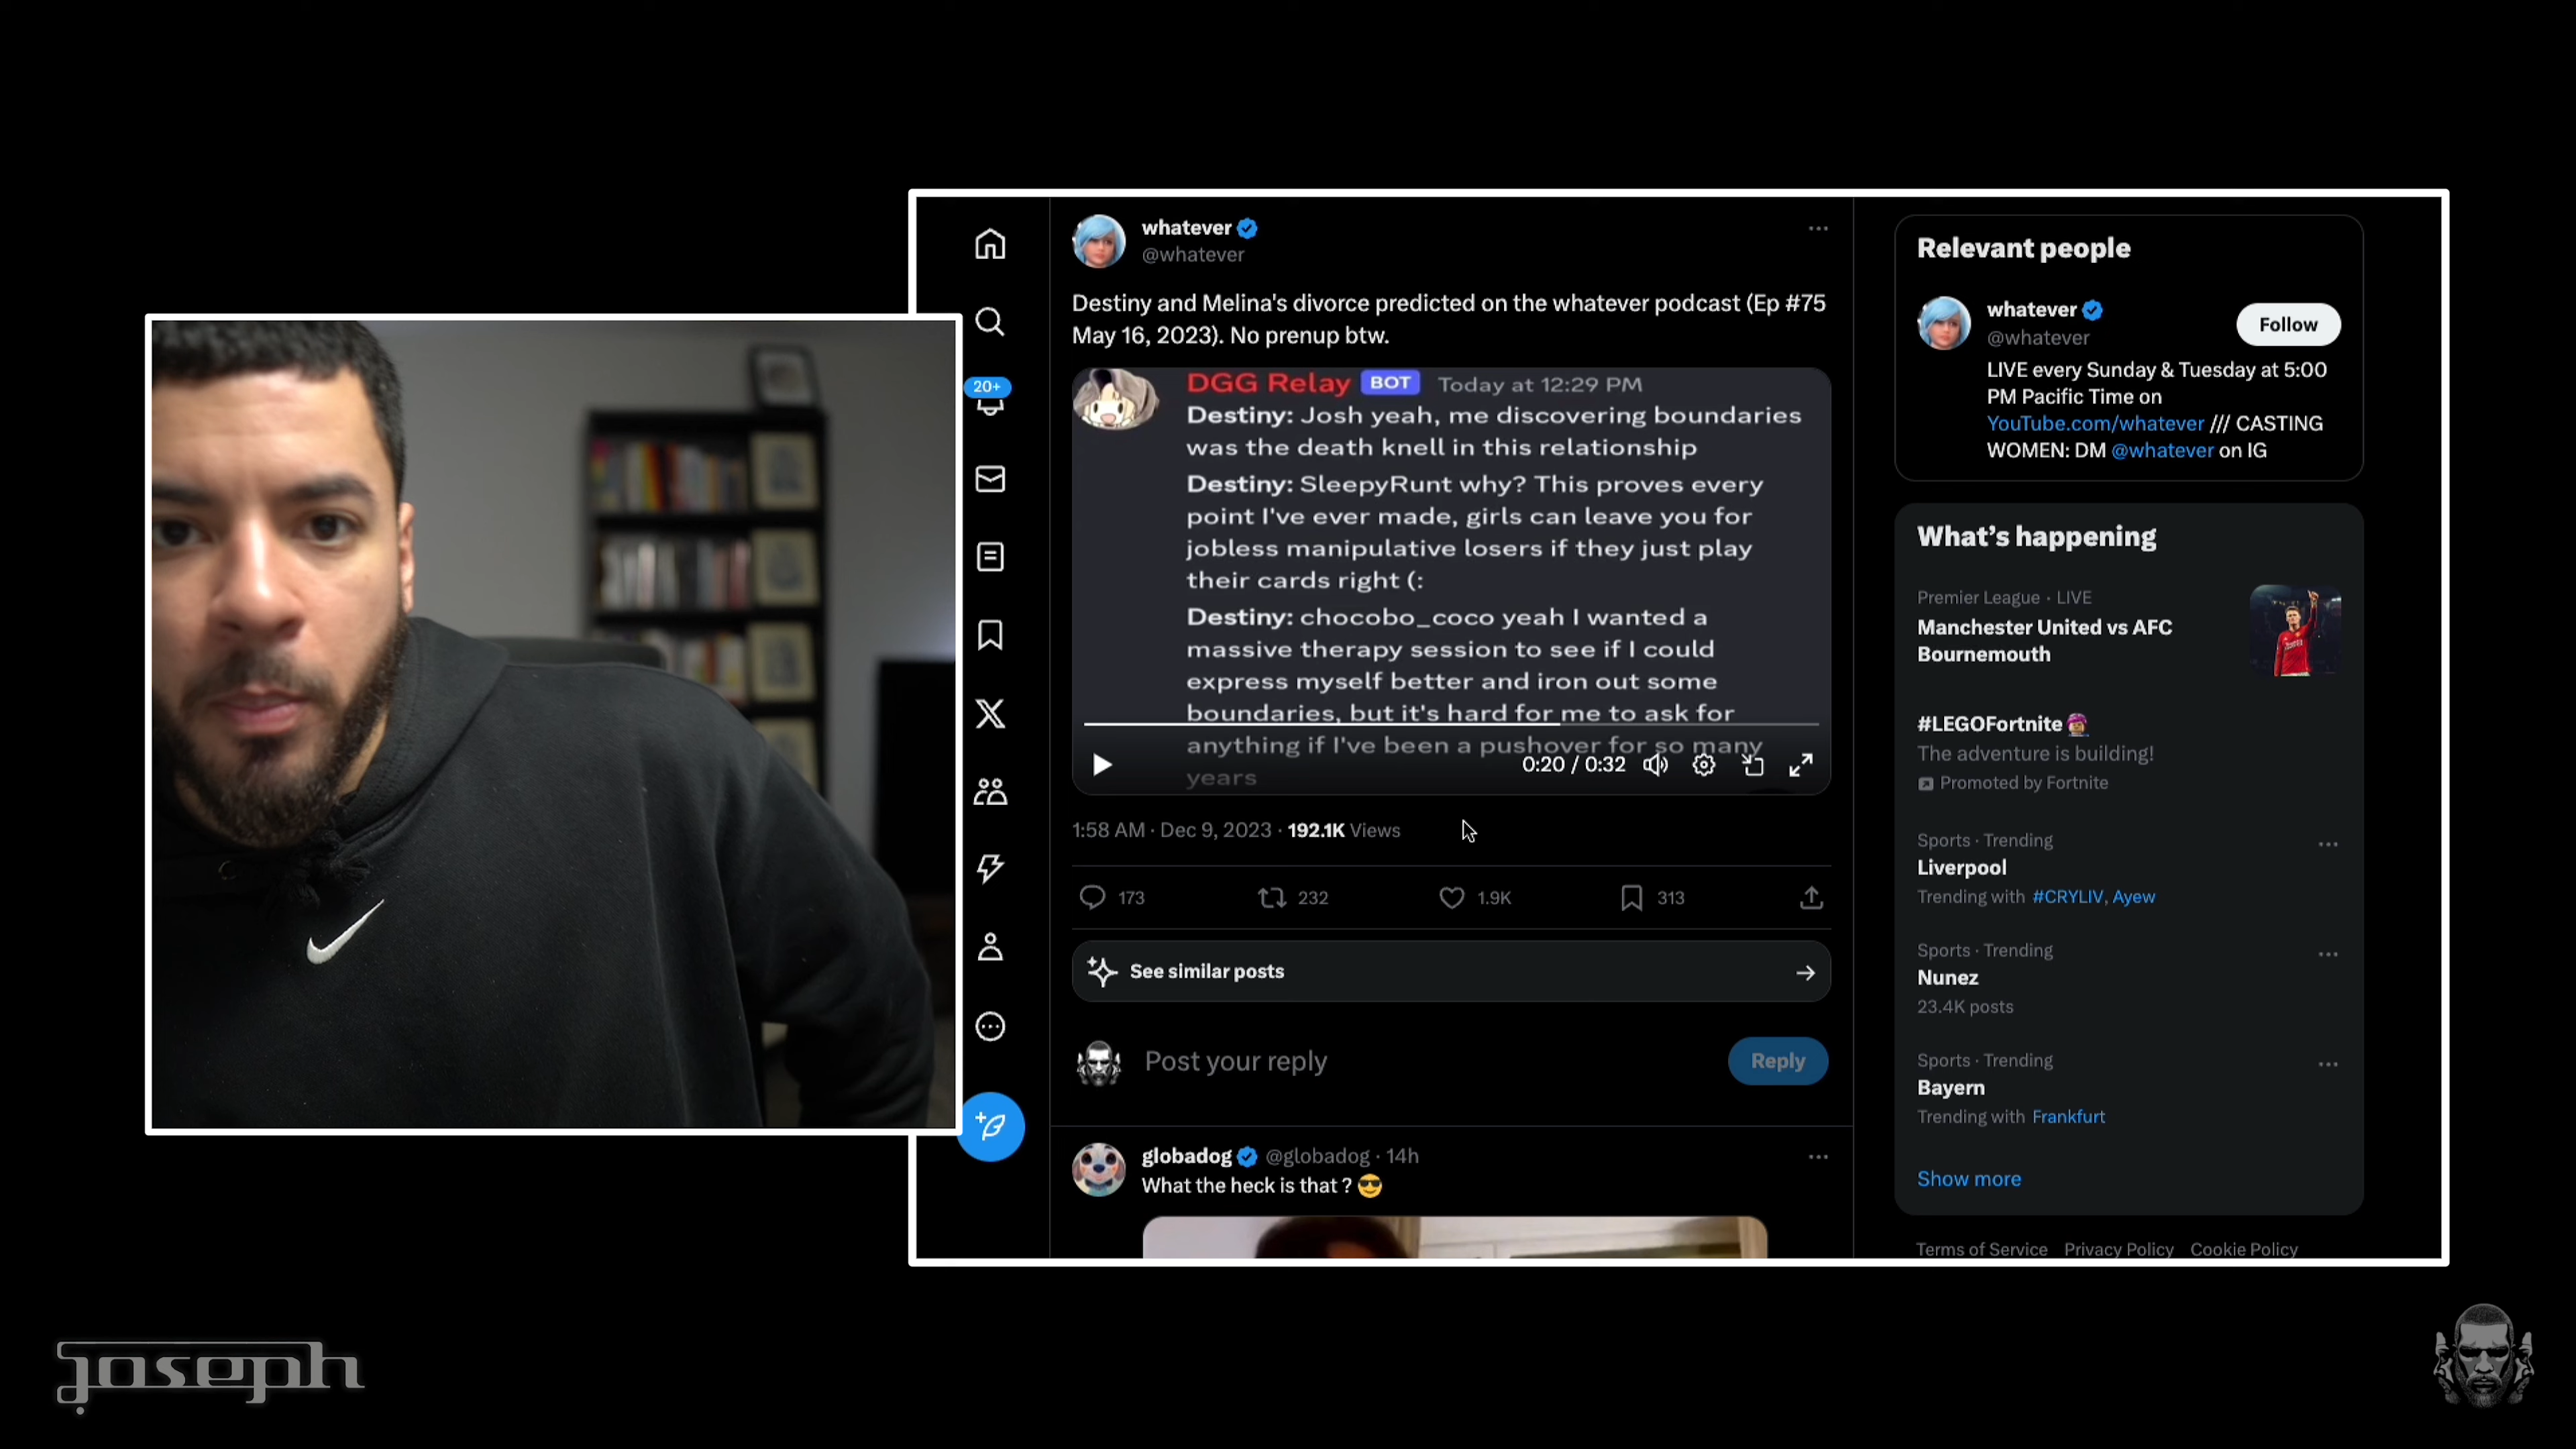 whatever
@whatever
Destiny and Melina's divorce predicted on the whatever podcast (Ep #75
May 16, 2023). No prenup btw.
DGG Relay BOT Today at 12:29 PM
Destiny: Josh yeah, me discovering boundaries
was the death knell in this relationship
Destiny: SleepyRunt why? This proves every
point I've ever made, girls can leave you for
jobless manipulative losers if they just play
their cards right (:
Destiny: chocobo_coco yeah I wanted a
massive therapy session to see if I could
express myself better and iron out some
boundaries, but it's hard for me to ask for
anything if I've been a pushover for so many
years
0:20 / 0:32
1:58 AM · Dec 9, 2023 · 192.1K Views
173 232 1.9K 313
See similar posts
Post your reply
Reply
globadog @globadog · 14h
What the heck is that ? 😎
20+
Relevant people
whatever
@whatever
Follow
LIVE every Sunday & Tuesday at 5:00
PM Pacific Time on
YouTube.com/whatever /// CASTING
WOMEN: DM @whatever on IG
What's happening
Premier League · LIVE
Manchester United vs AFC
Bournemouth
#LEGOFortnite
The adventure is building!
Promoted by Fortnite
Sports · Trending
Liverpool
Trending with #CRYLIV, Ayew
Sports · Trending
Nunez
23.4K posts
Sports · Trending
Bayern
Trending with Frankfurt
Show more
Terms of Service Privacy Policy Cookie Policy
joseph